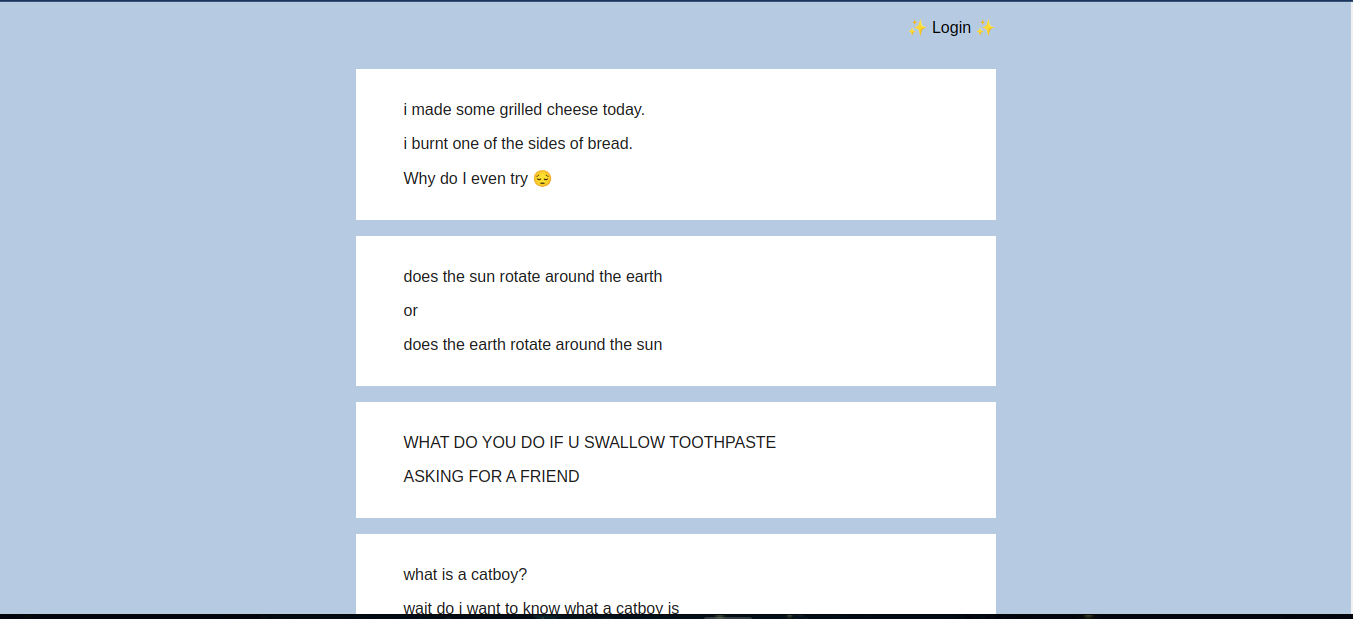 ✨ Login ✨
i made some grilled cheese today.
i burnt one of the sides of bread.
Why do I even try 😔
does the sun rotate around the earth
or
does the earth rotate around the sun
WHAT DO YOU DO IF U SWALLOW TOOTHPASTE
ASKING FOR A FRIEND
what is a catboy?
wait do i want to know what a catboy is